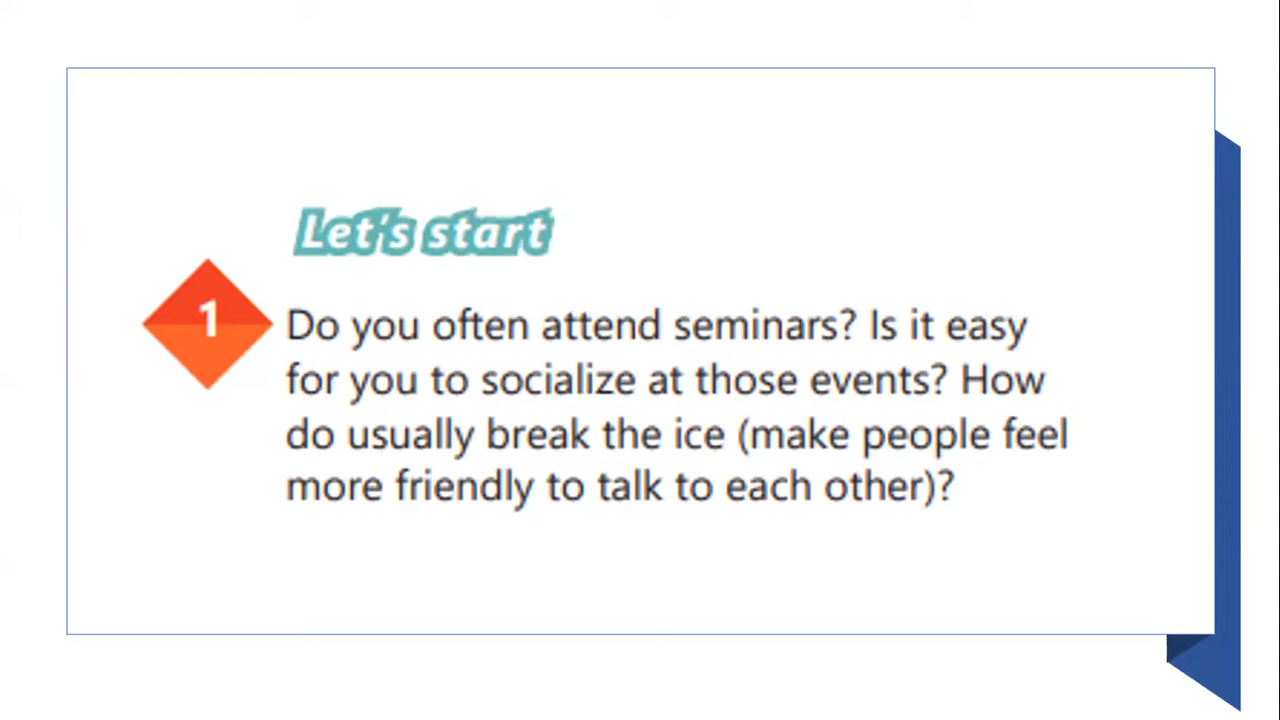 Let's start
1
Do you often attend seminars? Is it easy
for you to socialize at those events? How
do usually break the ice (make people feel
more friendly to talk to each other)?